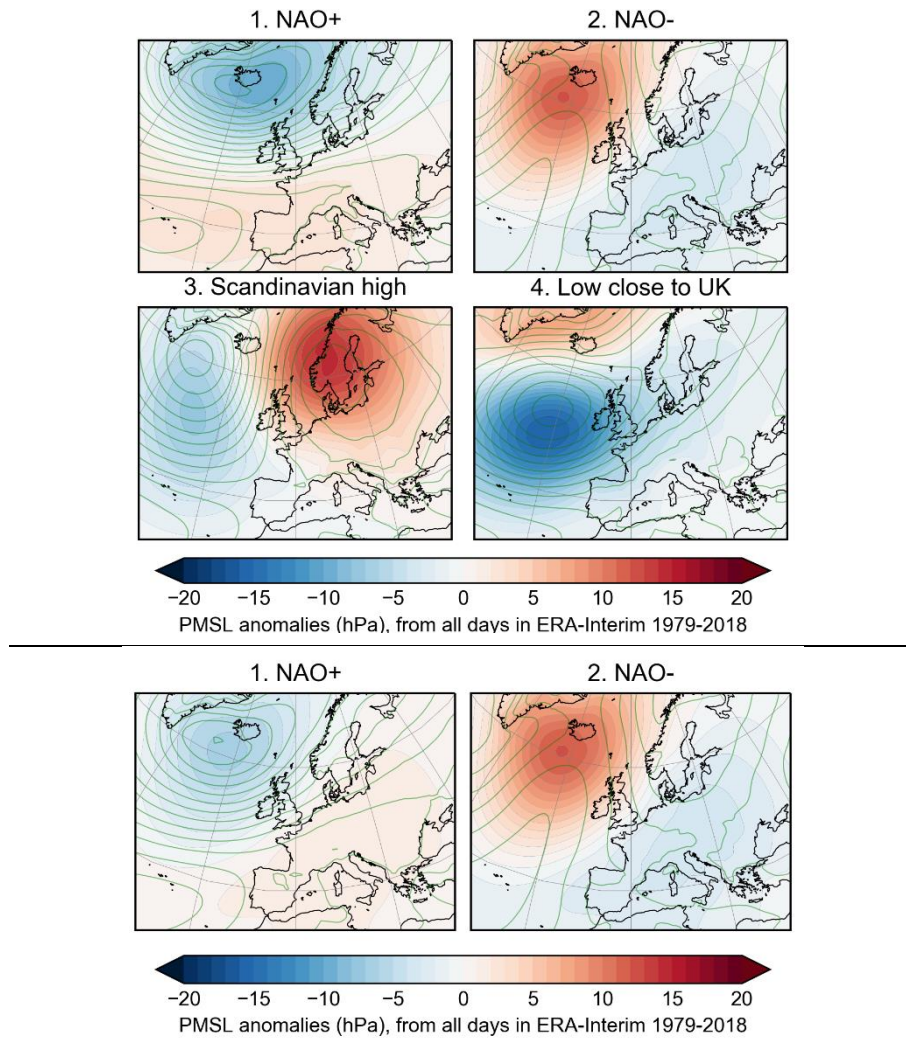 1. NAO+
2. NAO-
3. Scandinavian high
4. Low close to UK
−20 −15 −10 −5 0 5 10 15 20
PMSL anomalies (hPa), from all days in ERA-Interim 1979-2018
1. NAO+
2. NAO-
−20 −15 −10 −5 0 5 10 15 20
PMSL anomalies (hPa), from all days in ERA-Interim 1979-2018